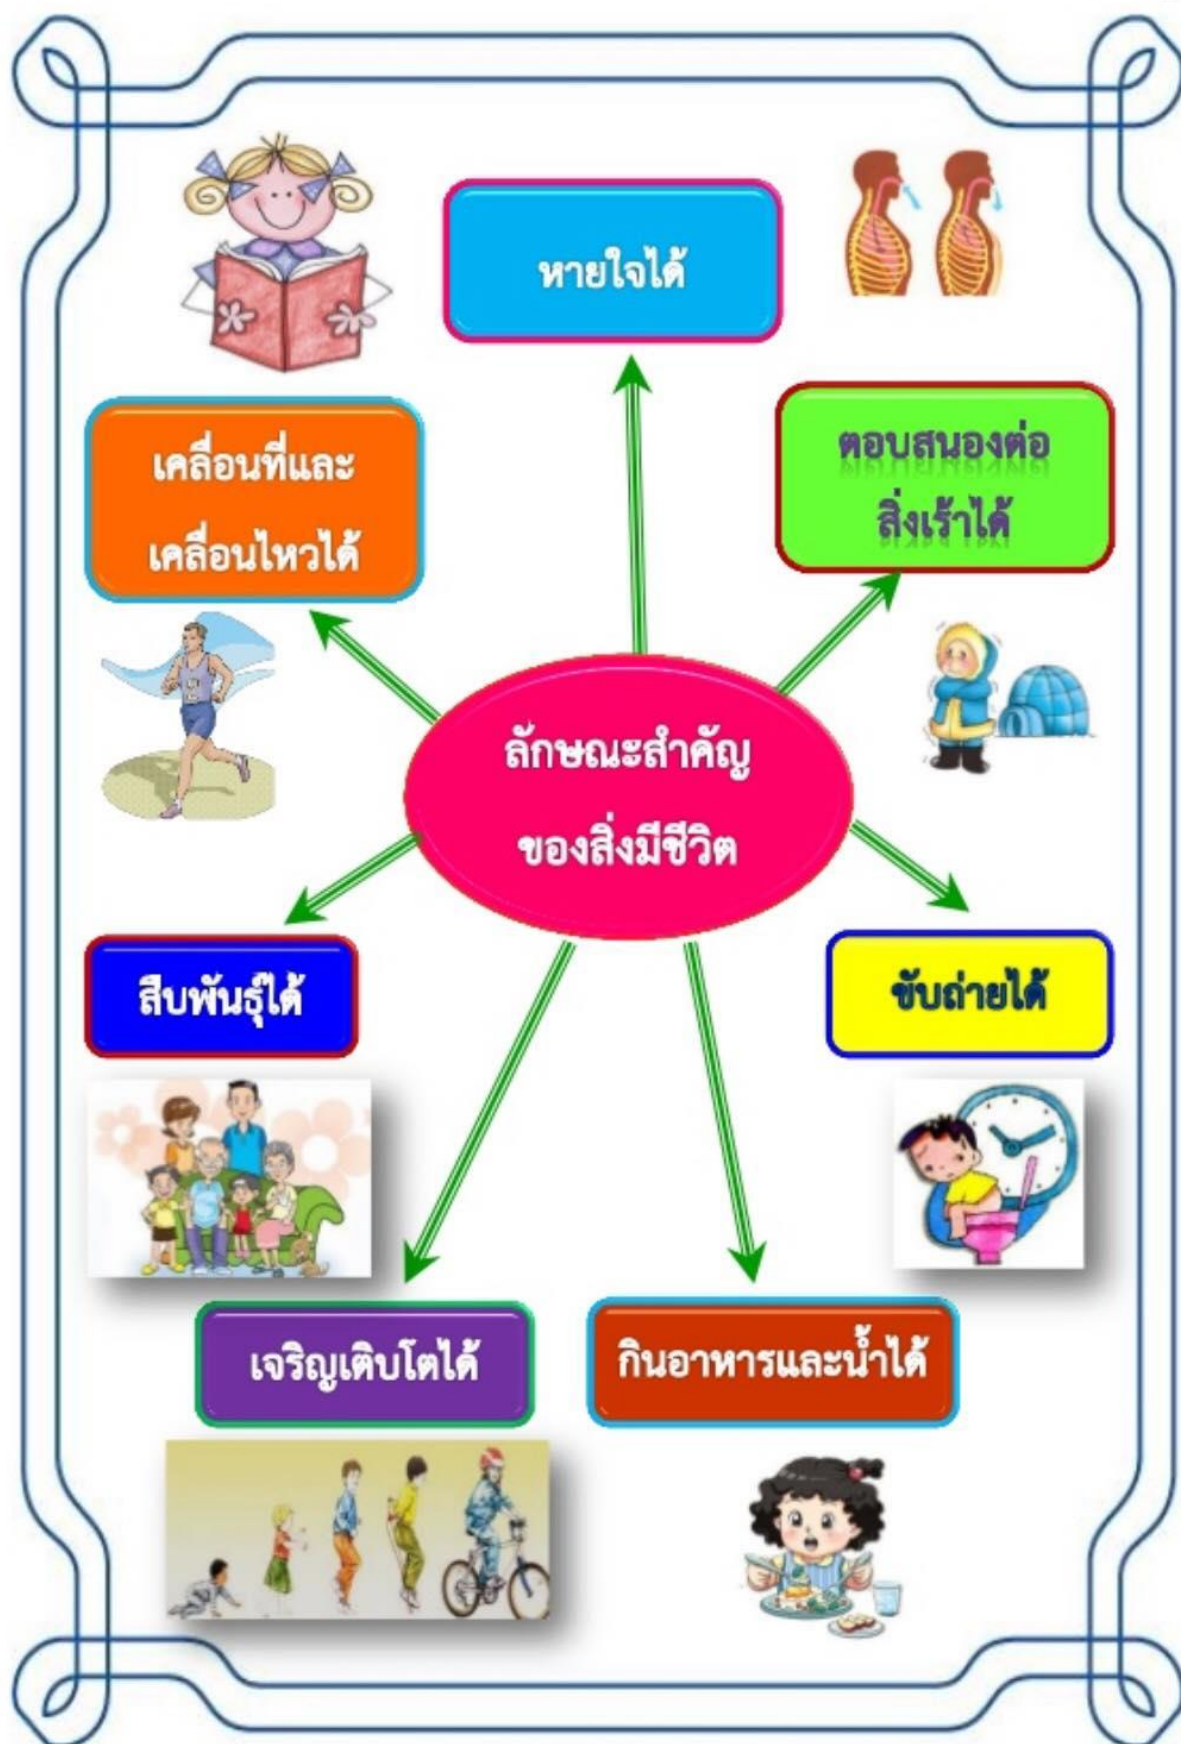 หายใจได้
เคลื่อนที่และ
เคลื่อนไหวได้
ตอบสนองต่อ
สิ่งเร้าได้
ลักษณะสำคัญ
ของสิ่งมีชีวิต
สืบพันธุ์ได้
ขับถ่ายได้
เจริญเติบโตได้
กินอาหารและน้ำได้